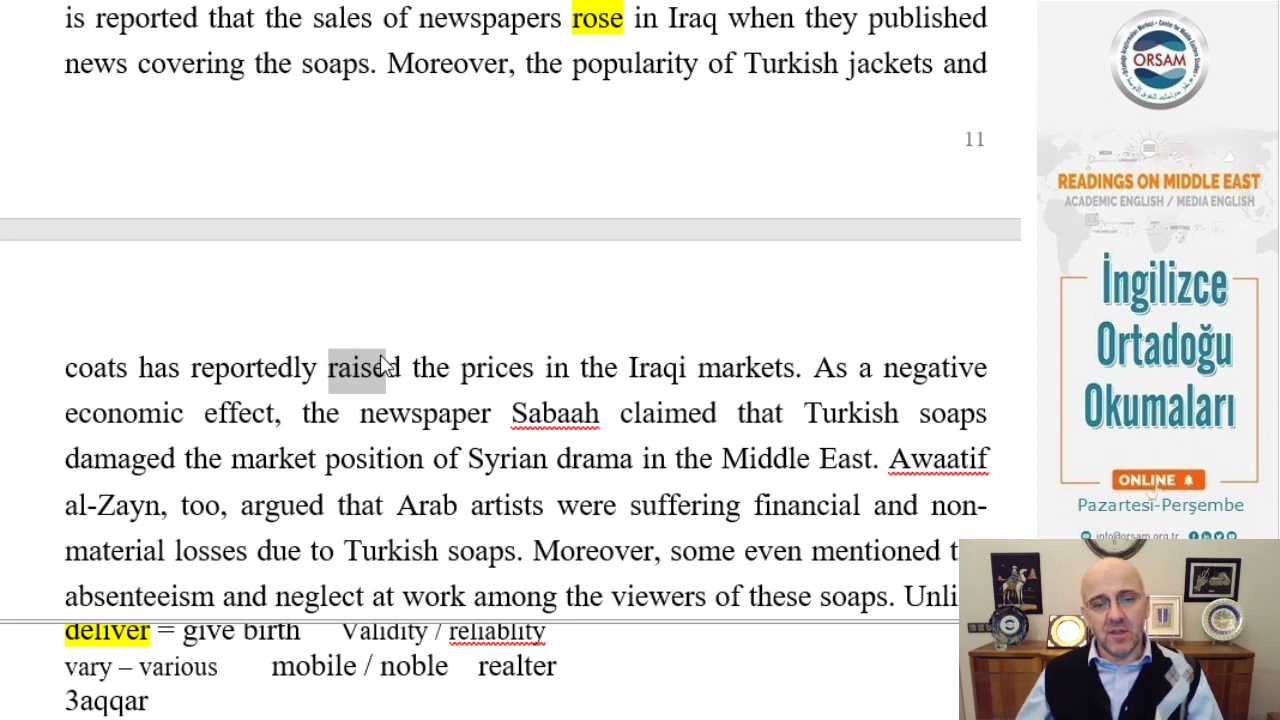 is reported that the sales of newspapers rose in Iraq when they published
news covering the soaps. Moreover, the popularity of Turkish jackets and
11
coats has reportedly raised the prices in the Iraqi markets. As a negative
economic effect, the newspaper Sabaah claimed that Turkish soaps
damaged the market position of Syrian drama in the Middle East. Awaatif
al-Zayn, too, argued that Arab artists were suffering financial and non-
material losses due to Turkish soaps. Moreover, some even mentioned
absenteeism and neglect at work among the viewers of these soaps.
deliver = give birth Validity / reliablity
vary – various mobile / noble realter
3aqqar
ORSAM
READINGS ON MIDDLE EAST
ACADEMIC ENGLISH / MEDIA ENGLISH
İngilizce
Ortadoğu
Okumaları
ONLINE
Pazartesi-Perşembe
info@orsam.org.tr